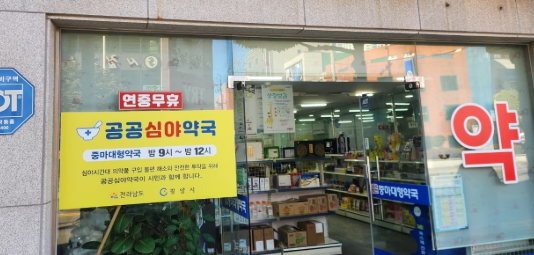 연중무휴
공공심야약국
중마대형약국 밤 9시 ~ 밤 12시
심야시간대 의약품 구입 불편 해소와 안전한 투약을 위해
공공심야약국이 시민과 함께 합니다.
전라남도 광양시
중마대형약국
약